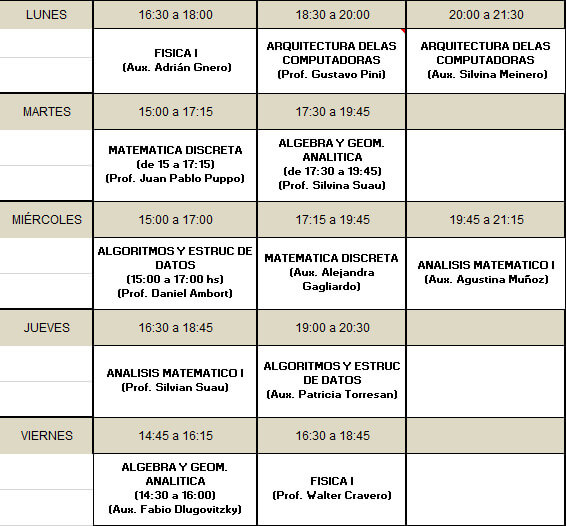 LUNES 16:30 a 18:00 18:30 a 20:00 20:00 a 21:30
FISICA I
(Aux. Adrián Gnero)
ARQUITECTURA DELAS
COMPUTADORAS
(Prof. Gustavo Pini)
ARQUITECTURA DELAS
COMPUTADORAS
(Aux. Silvina Meinero)
MARTES 15:00 a 17:15 17:30 a 19:45
MATEMATICA DISCRETA
(de 15 a 17:15)
(Prof. Juan Pablo Puppo)
ALGEBRA Y GEOM.
ANALITICA
(de 17:30 a 19:45)
(Prof. Silvina Suau)
MIÉRCOLES 15:00 a 17:00 17:15 a 19:45 19:45 a 21:15
ALGORITMOS Y ESTRUC DE
DATOS
(15:00 a 17:00 hs)
(Prof. Daniel Ambort)
MATEMATICA DISCRETA
(Aux. Alejandra
Gagliardo)
ANALISIS MATEMATICO I
(Aux. Agustina Muñoz)
JUEVES 16:30 a 18:45 19:00 a 20:30
ANALISIS MATEMATICO I
(Prof. Silvian Suau)
ALGORITMOS Y ESTRUC
DE DATOS
(Aux. Patricia Torresan)
VIERNES 14:45 a 16:15 16:30 a 18:45
ALGEBRA Y GEOM.
ANALITICA
(14:30 a 16:00)
(Aux. Fabio Dlugovitzky)
FISICA I
(Prof. Walter Cravero)